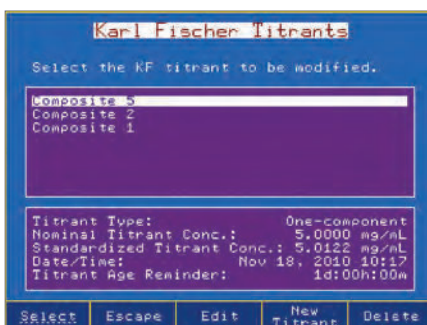 Karl Fischer Titrants
Select the KF titrant to be modified.
Composite 5
Composite 2
Composite 1
Titrant Type: One-component
Nominal Titrant Conc.: 5.0000 mg/mL
Standardized Titrant Conc.: 5.0122 mg/mL
Date/Time: Nov 18, 2010 10:17
Titrant Age Reminder: 1d:00h:00m
Select Escape Edit New Titrant Delete